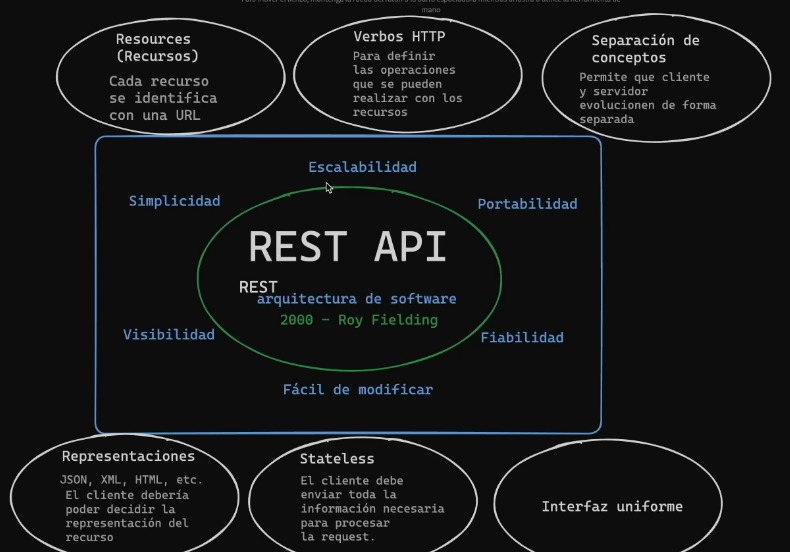 mano
Resources
(Recursos)
Cada recurso
se identifica
con una URL
Verbos HTTP
Para definir
las operaciones
que se pueden
realizar con los
recursos
Separación de
conceptos
Permite que cliente
y servidor
evolucionen de forma
separada
Escalabilidad
Simplicidad
Portabilidad
REST API
REST
arquitectura de software
2000 - Roy Fielding
Visibilidad
Fiabilidad
Fácil de modificar
Representaciones
JSON, XML, HTML, etc.
El cliente debería
poder decidir la
representación del
recurso
Stateless
El cliente debe
enviar toda la
información necesaria
para procesar
la request.
Interfaz uniforme